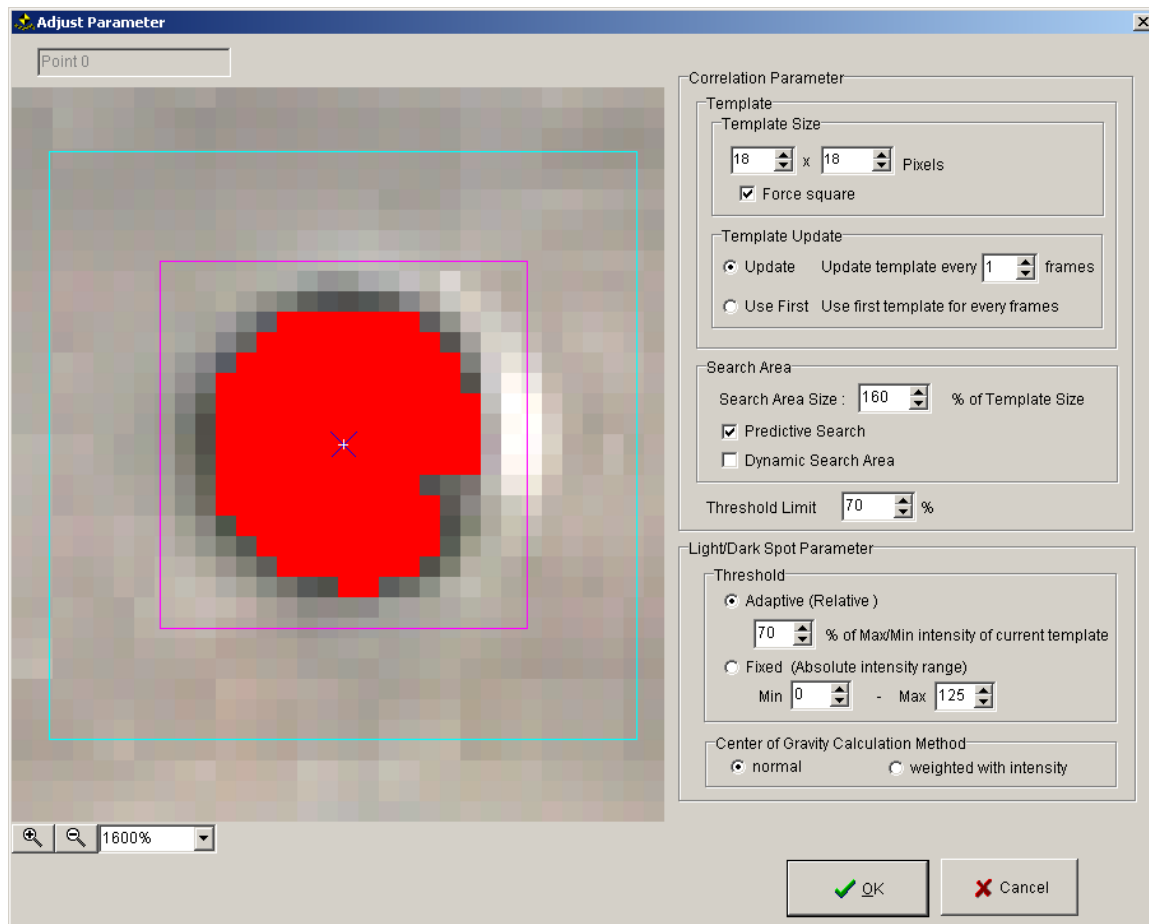 Adjust Parameter
Point 0
Correlation Parameter
Template
Template Size
18 x 18 Pixels
Force square
Template Update
Update Update template every 1 frames
Use First Use first template for every frames
Search Area
Search Area Size : 160 % of Template Size
Predictive Search
Dynamic Search Area
Threshold Limit 70 %
Light/Dark Spot Parameter
Threshold
Adaptive (Relative )
70 % of Max/Min intensity of current template
Fixed (Absolute intensity range)
Min 0 - Max 125
Center of Gravity Calculation Method
normal weighted with intensity
1600%
OK Cancel